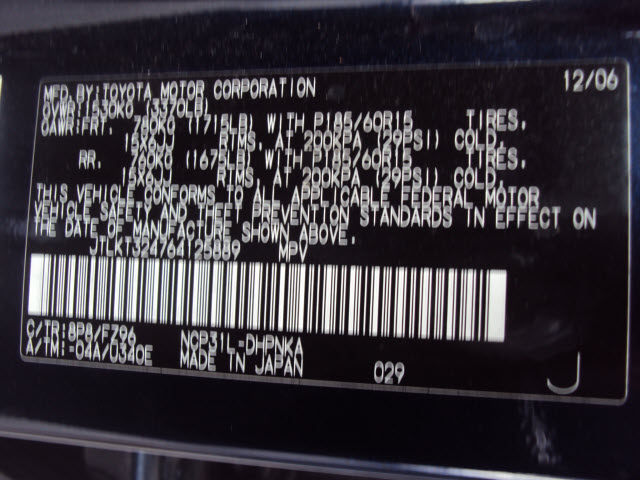 MFD. BY: TOYOTA MOTOR CORPORATION 12/06
GVWR: 1530KG (3370LB)
GAWR: FRT. 780KG (1715LB) WITH P185/60R15 TIRES,
15X6JJ RIMS, AT 200KPA (29PSI) COLD,
RR. 760KG (1675LB) WITH P185/60R15 TIRES,
15X6JJ RIMS, AT 200KPA (29PSI) COLD,
THIS VEHICLE CONFORMS TO ALL APPLICABLE FEDERAL MOTOR
VEHICLE SAFETY AND THEFT PREVENTION STANDARDS IN EFFECT ON
THE DATE OF MANUFACTURE SHOWN ABOVE.
JTLKT324764125889 MPV
C/TR: 8P8/FZ96 NCP31L-DHPNKA
A/TM: -04A/U340E MADE IN JAPAN 029 J